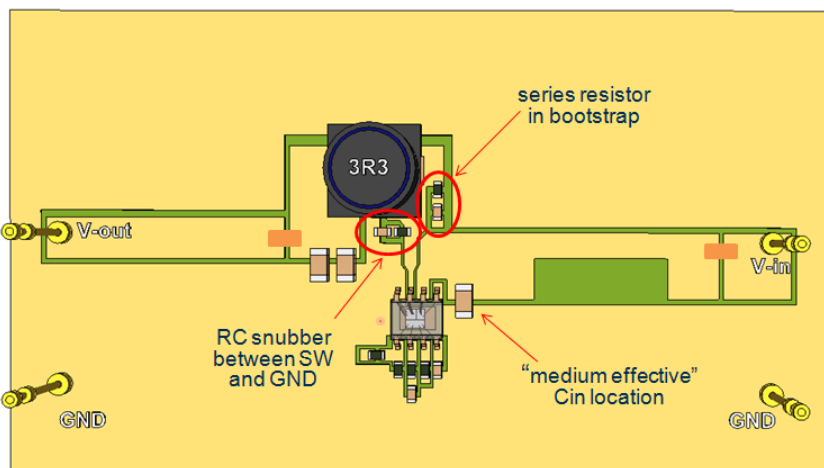 series resistor
in bootstrap
3R3
V-out
V-in
RC snubber
between SW
and GND
“medium effective”
Cin location
GND
GND